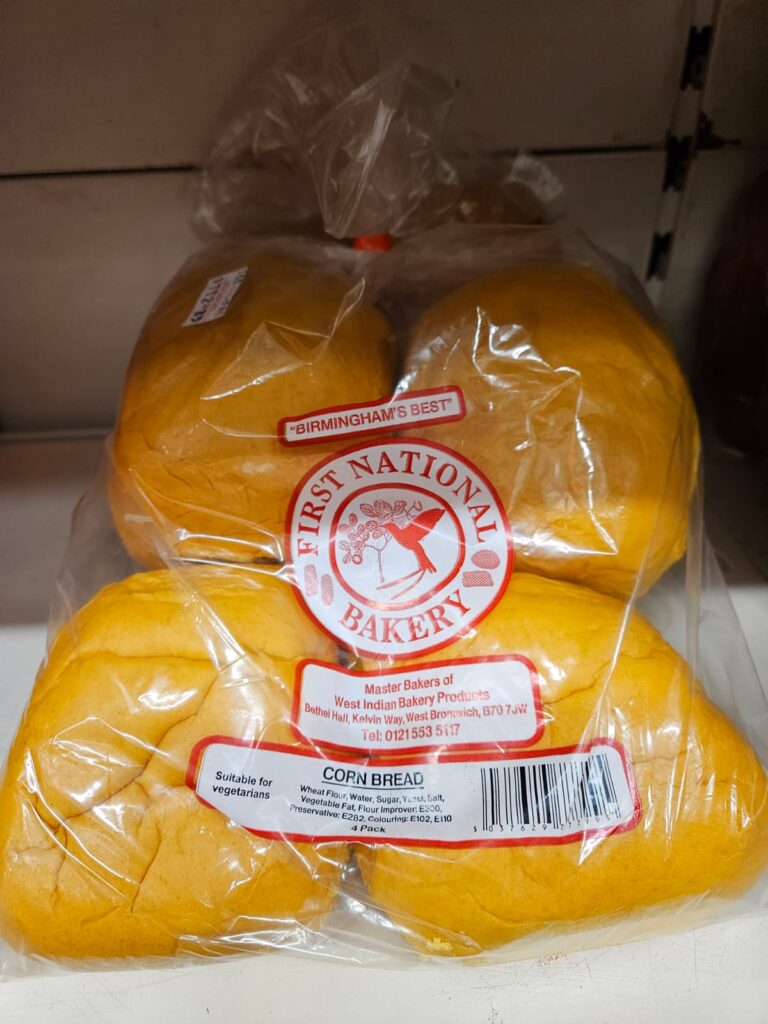 "BIRMINGHAM'S BEST"
FIRST NATIONAL
BAKERY
Master Bakers of
West Indian Bakery Products
Bethel Hall, Kelvin Way, West Bromwich, B70 7JW
Tel: 0121 553 5117
Suitable for
vegetarians
CORN BREAD
Wheat Flour, Water, Sugar, Yeast, Salt,
Vegetable Fat, Flour Improver: E300,
Preservative: E282, Colouring: E102, E110
4 Pack